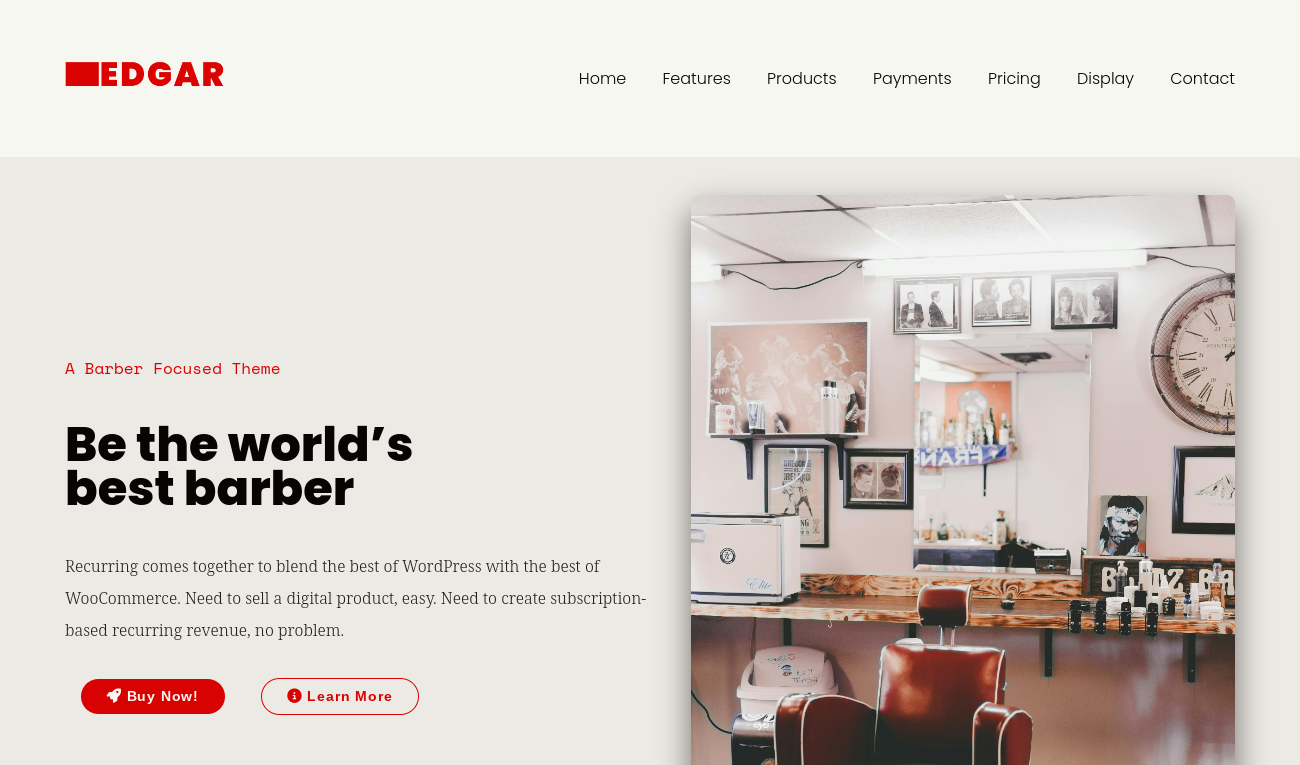 EDGAR
Home Features Products Payments Pricing Display Contact
A Barber Focused Theme
Be the world’s
best barber
Recurring comes together to blend the best of WordPress with the best of
WooCommerce. Need to sell a digital product, easy. Need to create subscription-
based recurring revenue, no problem.
Buy Now!
Learn More
Elite